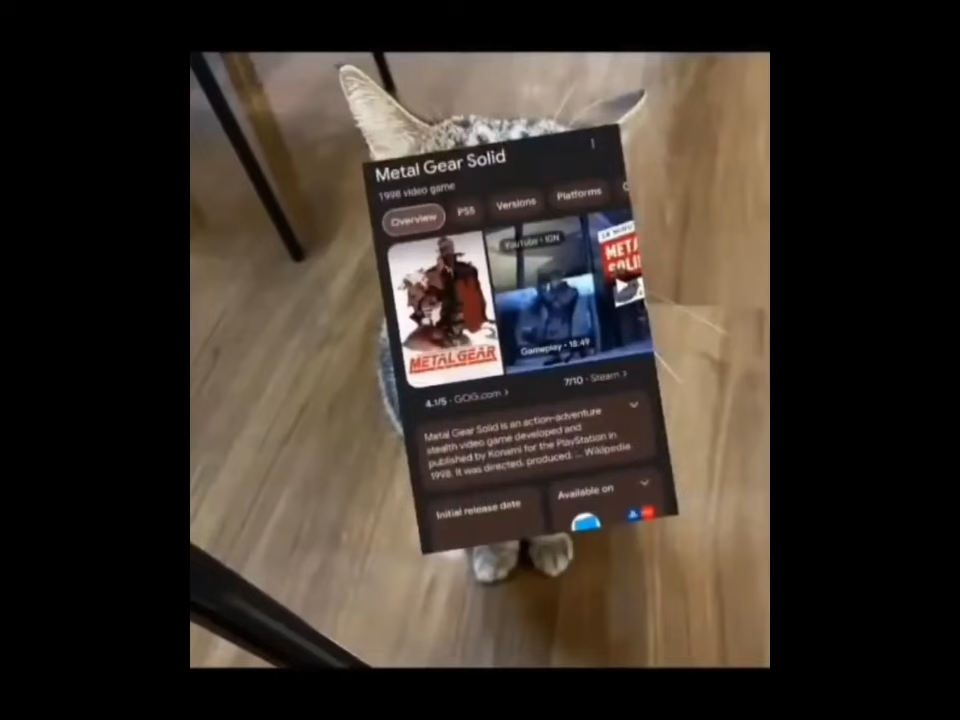 Metal Gear Solid
1998 video game
Overview
PS5
Versions
Platforms
YouTube • IGN
METAL GEAR
Gameplay • 18:49
4.1/5 · GOG.com
7/10 · Steam
Metal Gear Solid is an action-adventure
stealth video game developed and
published by Konami for the PlayStation in
1998. It was directed, produced, ... Wikipedia
Initial release date
Available on